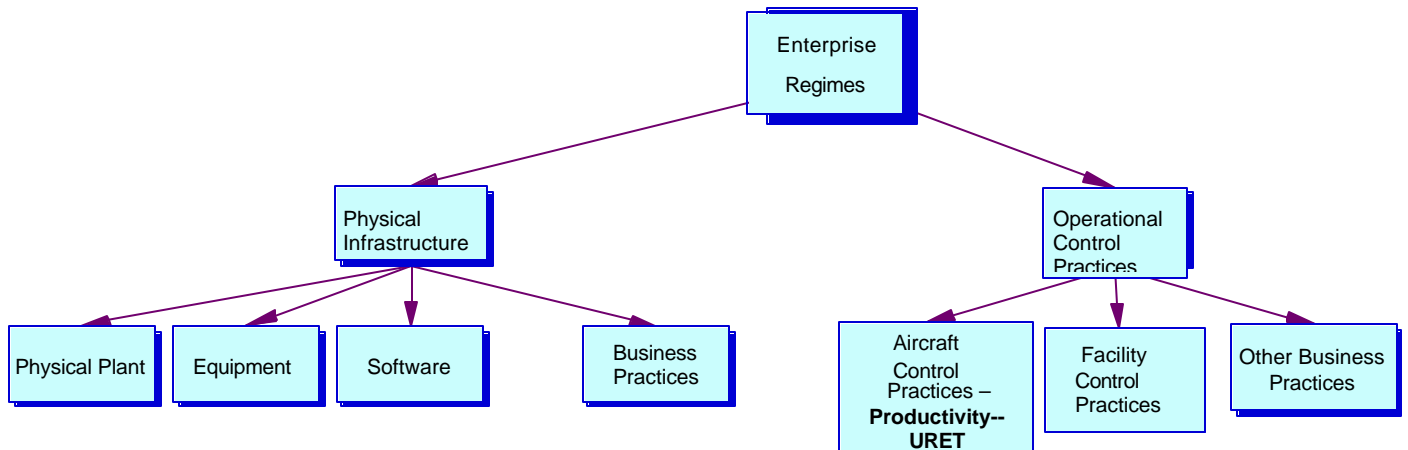 Enterprise
Regimes
Physical
Infrastructure
Operational
Control
Practices
Physical Plant
Equipment
Software
Business
Practices
Aircraft
Control
Practices –
Productivity--
URET
Facility
Control
Practices
Other Business
Practices